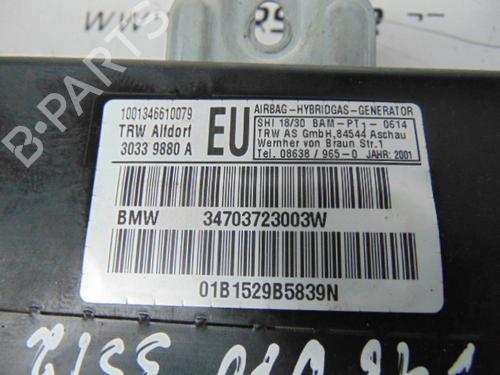 B-PARTS
1001346610079
TRW Alfdorf
3033 9880 A
EU
AIRBAG-HYBRIDGAS-GENERATOR
SHI 18/30 BAM-PT1-0614
TRW AS GmbH,84544 Aschau
Wernher von Braun Str.1
Tel. 08638/965-0 JAHR: 2001
BMW 34703723003W
01B1529B5839N